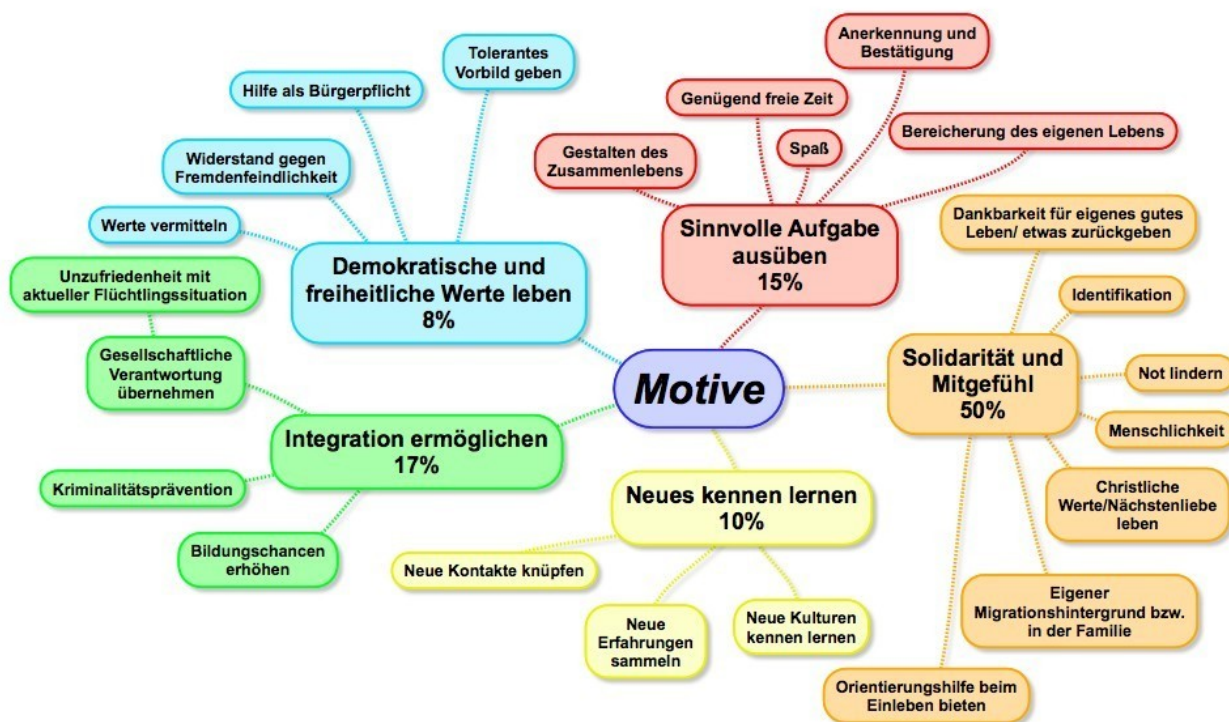 Motive
Demokratische und
freiheitliche Werte leben
8%
Tolerantes
Vorbild geben
Hilfe als Bürgerpflicht
Widerstand gegen
Fremdenfeindlichkeit
Werte vermitteln
Sinnvolle Aufgabe
ausüben
15%
Anerkennung und
Bestätigung
Genügend freie Zeit
Spaß
Bereicherung des eigenen Lebens
Gestalten des
Zusammenlebens
Solidarität und
Mitgefühl
50%
Dankbarkeit für eigenes gutes
Leben/ etwas zurückgeben
Identifikation
Not lindern
Menschlichkeit
Christliche
Werte/Nächstenliebe
leben
Eigener
Migrationshintergrund bzw.
in der Familie
Orientierungshilfe beim
Einleben bieten
Neues kennen lernen
10%
Neue Kontakte knüpfen
Neue
Erfahrungen
sammeln
Neue Kulturen
kennen lernen
Integration ermöglichen
17%
Unzufriedenheit mit
aktueller Flüchtlingssituation
Gesellschaftliche
Verantwortung
übernehmen
Kriminalitätsprävention
Bildungschancen
erhöhen